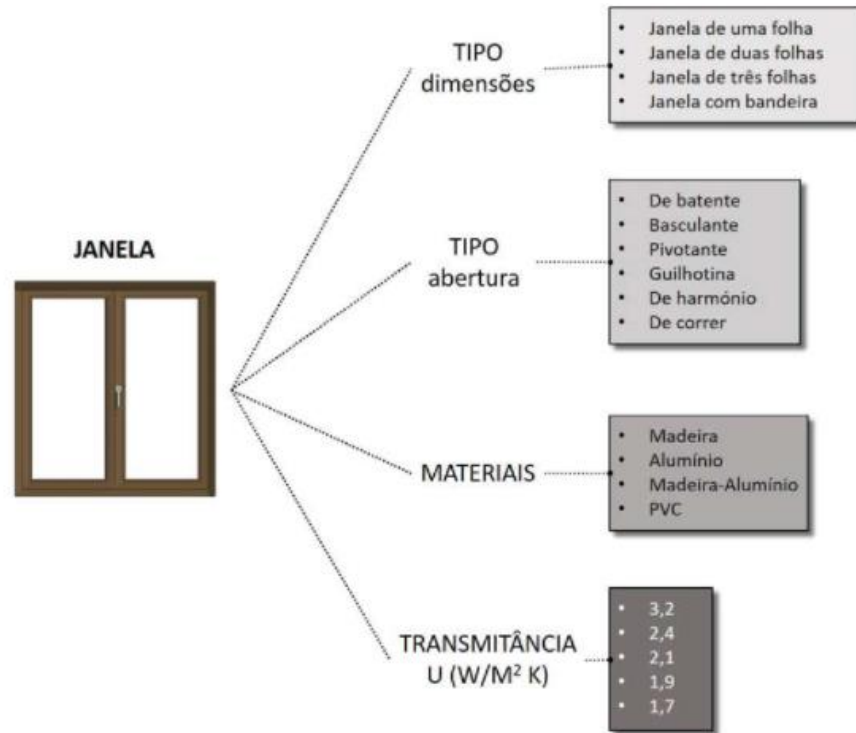 JANELA
TIPO
dimensões
• Janela de uma folha
• Janela de duas folhas
• Janela de três folhas
• Janela com bandeira
TIPO
abertura
• De batente
• Basculante
• Pivotante
• Guilhotina
• De harmónio
• De correr
MATERIAIS
• Madeira
• Alumínio
• Madeira-Alumínio
• PVC
TRANSMITÂNCIA
U (W/M² K)
• 3,2
• 2,4
• 2,1
• 1,9
• 1,7